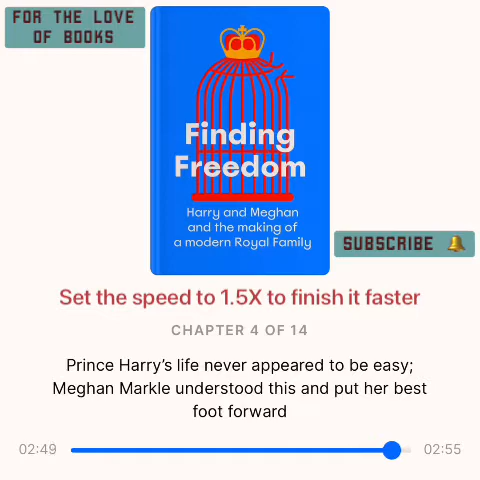 FOR THE LOVE
OF BOOKS
Finding
Freedom
Harry and Meghan
and the making of
a modern Royal Family
SUBSCRIBE
Set the speed to 1.5X to finish it faster
CHAPTER 4 OF 14
Prince Harry’s life never appeared to be easy;
Meghan Markle understood this and put her best
foot forward
02:49
02:55